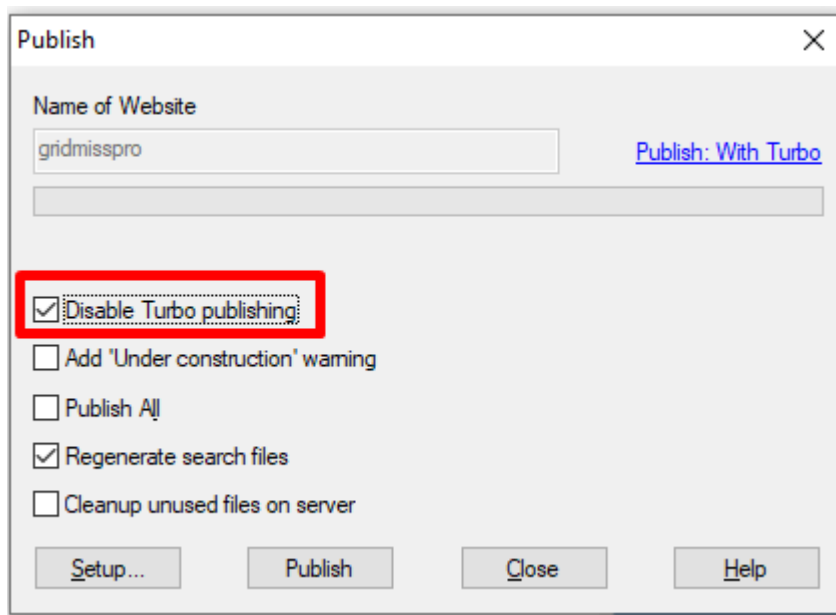 Publish
Name of Website
gridmisspro
Publish: With Turbo
Disable Turbo publishing
Add 'Under construction' warning
Publish All
Regenerate search files
Cleanup unused files on server
Setup... Publish Close Help